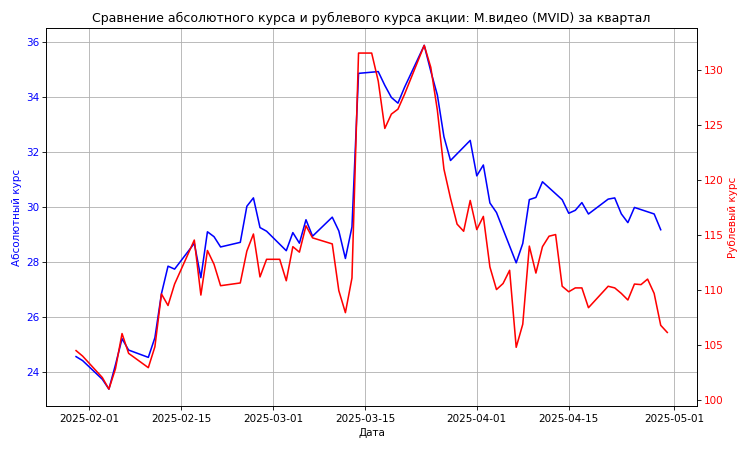 Сравнение абсолютного курса и рублевого курса акции: М.видео (MVID) за квартал
Абсолютный курс
36
34
32
30
28
26
24
130
125
120
115
110
105
100
Рублевый курс
2025-02-01 2025-02-15 2025-03-01 2025-03-15 2025-04-01 2025-04-15 2025-05-01
Дата